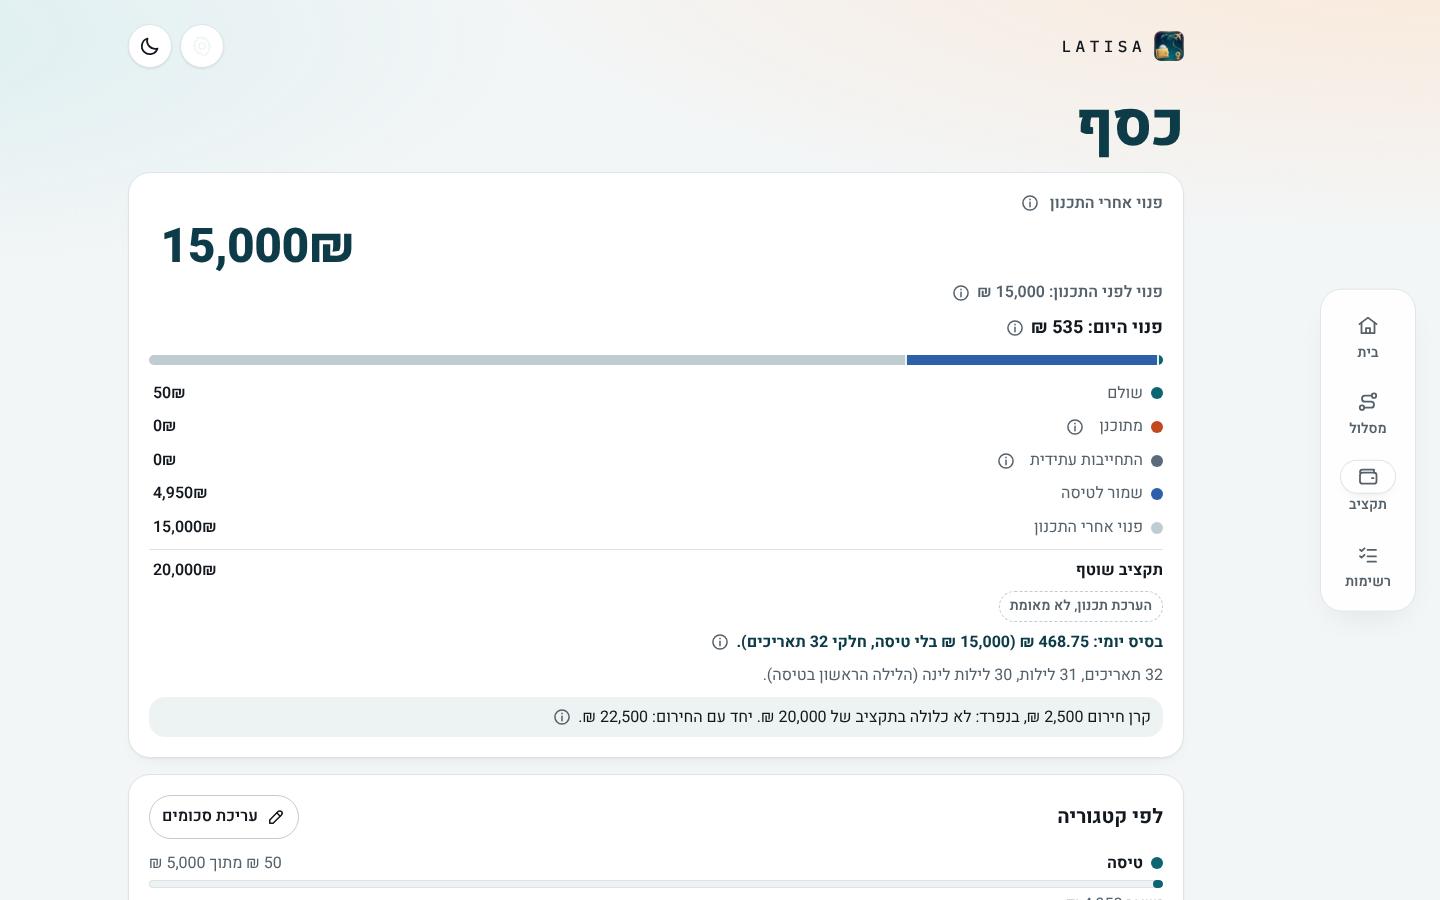 LATISA
כסף
פנוי אחרי התכנון
15,000₪
פנוי לפני התכנון: 15,000 ₪
פנוי היום: 535 ₪
שולם 50₪
מתוכנן 0₪
התחייבות עתידית 0₪
שמור לטיסה 4,950₪
פנוי אחרי התכנון 15,000₪
תקציב שוטף 20,000₪
הערכת תכנון, לא מאומת
בסיס יומי: 468.75 ₪ (15,000 ₪ בלי טיסה, חלקי 32 תאריכים).
32 תאריכים, 31 לילות, 30 לילות לינה (הלילה הראשון בטיסה).
קרן חירום 2,500 ₪, בנפרד: לא כלולה בתקציב של 20,000 ₪. יחד עם החירום: 22,500 ₪.
לפי קטגוריה
עריכת סכומים
טיסה
50 ₪ מתוך 5,000 ₪
בית
מסלול
תקציב
רשימות